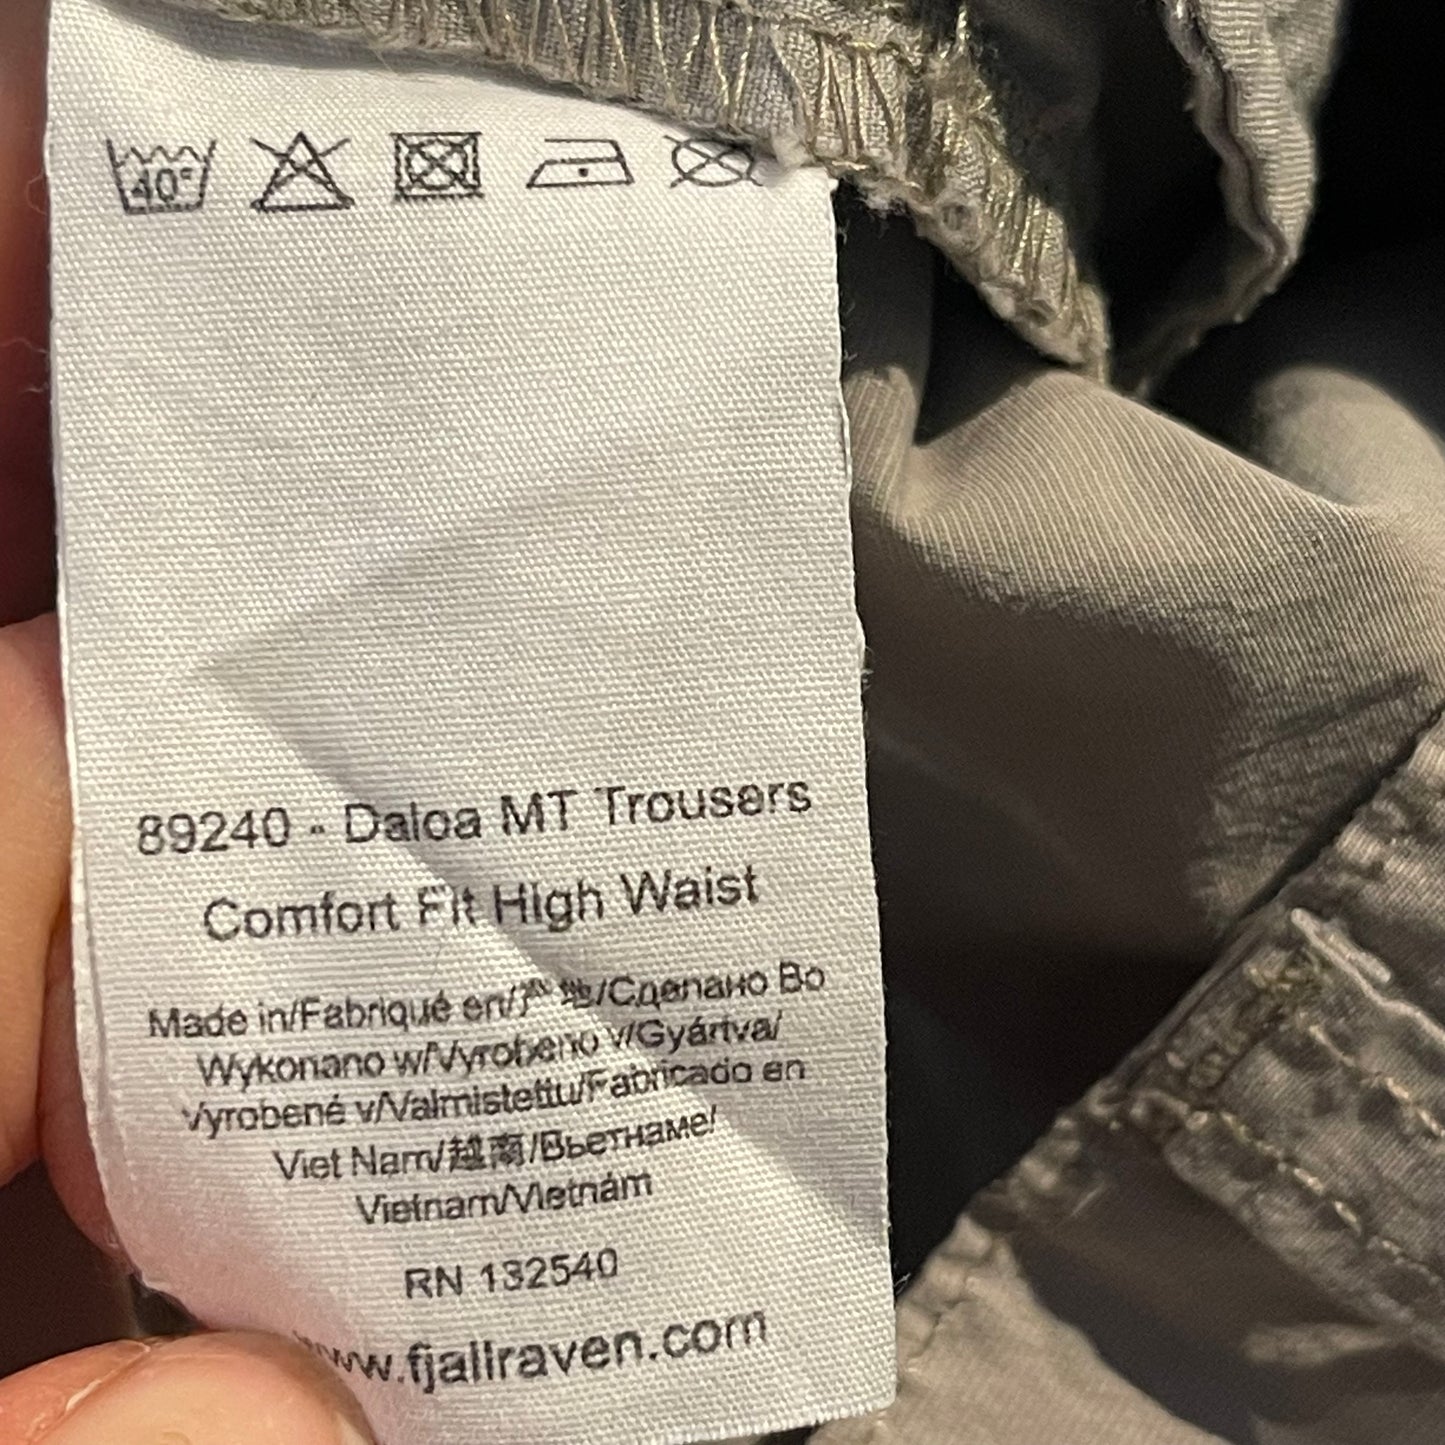 40°
89240 - Daloa MT Trousers
Comfort Fit High Waist
Made in/Fabriqué en/产地/Сделано Во
Wykonano w/Vyrobeno v/Gyártva/
Vyrobené v/Valmistettu/Fabricado en
Viet Nam/越南/Вьетнаме/
Vietnam/Vietnám
RN 132540
www.fjallraven.com